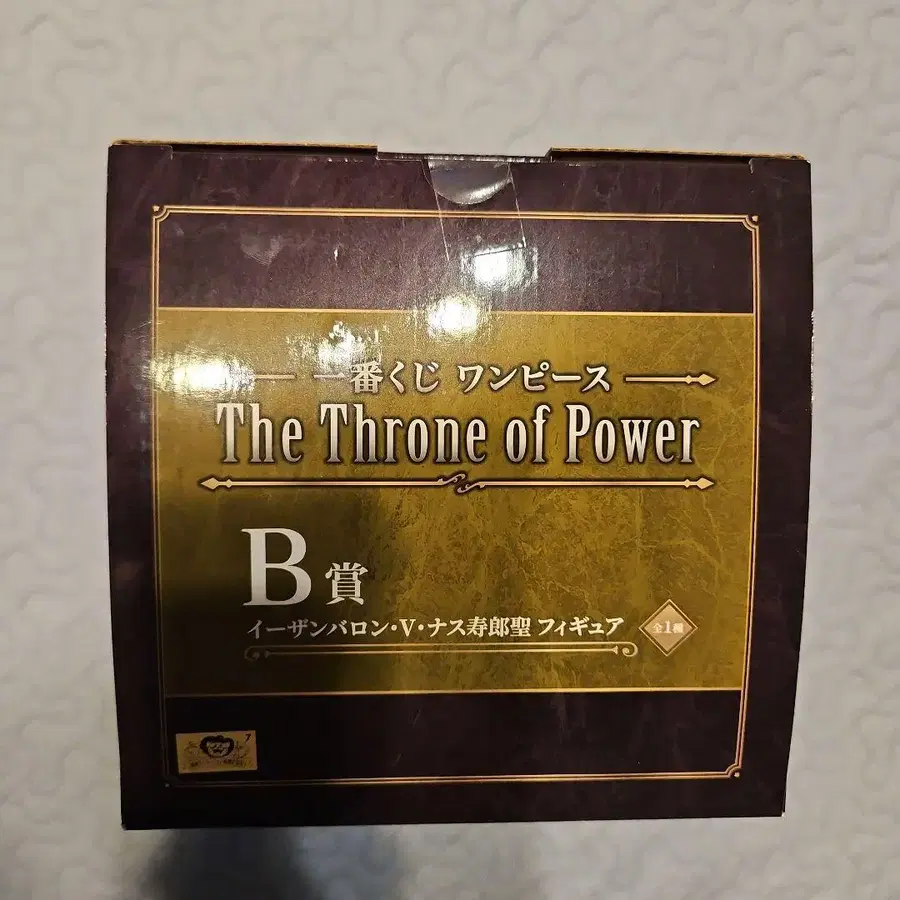 一番くじ ワンピース
The Throne of Power
B賞
イーザンバロン・V・ナス寿郎聖 フィギュア
全1種